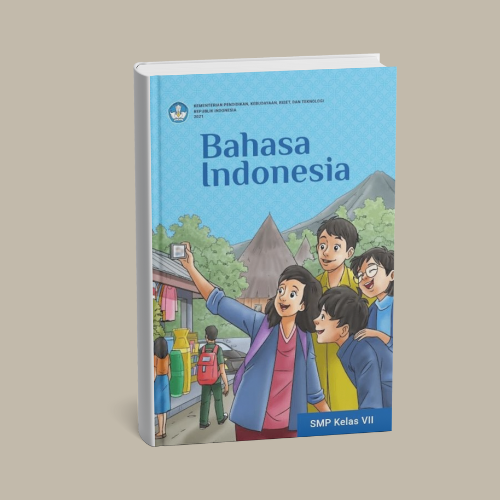 KEMENTERIAN PENDIDIKAN, KEBUDAYAAN, RISET, DAN TEKNOLOGI
REPUBLIK INDONESIA
2021
Bahasa
Indonesia
SMP Kelas VII